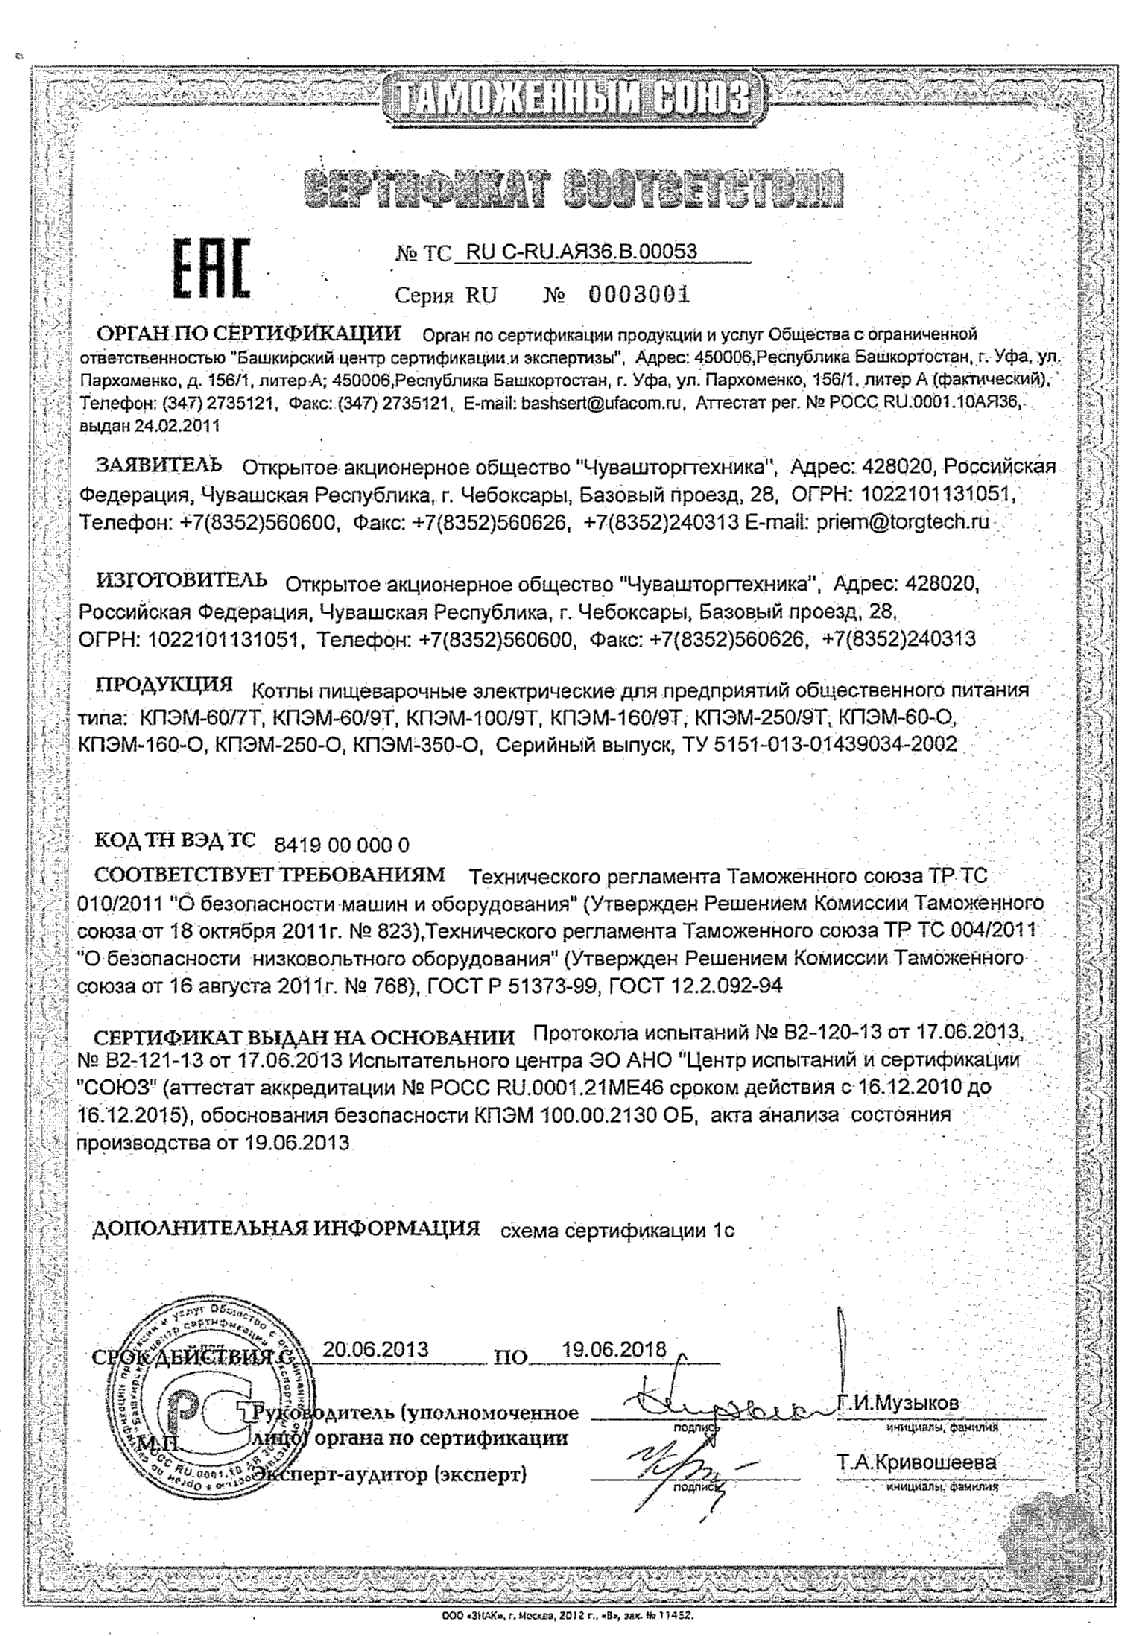 ТАМОЖЕННЫЙ СОЮЗ
СЕРТИФИКАТ СООТВЕТСТВИЯ
ЕАС
№ ТС RU C-RU.АЯ36.В.00053
Серия RU № 0003001
ОРГАН ПО СЕРТИФИКАЦИИ Орган по сертификации продукции и услуг Общества с ограниченной
ответственностью "Башкирский центр сертификации и экспертизы", Адрес: 450006,Республика Башкортостан, г. Уфа, ул.
Пархоменко, д. 156/1, литер А; 450006,Республика Башкортостан, г. Уфа, ул. Пархоменко, 156/1, литер А (фактический),
Телефон: (347) 2735121, Факс: (347) 2735121, E-mail: bashsert@ufacom.ru, Аттестат рег. № РОСС RU.0001.10АЯ36,
выдан 24.02.2011
ЗАЯВИТЕЛЬ Открытое акционерное общество "Чувашторгтехника", Адрес: 428020, Российская
Федерация, Чувашская Республика, г. Чебоксары, Базовый проезд, 28, ОГРН: 1022101131051,
Телефон: +7(8352)560600, Факс: +7(8352)560626, +7(8352)240313 E-mail: priem@torgtech.ru
ИЗГОТОВИТЕЛЬ Открытое акционерное общество "Чувашторгтехника", Адрес: 428020,
Российская Федерация, Чувашская Республика, г. Чебоксары, Базовый проезд, 28,
ОГРН: 1022101131051, Телефон: +7(8352)560600, Факс: +7(8352)560626, +7(8352)240313
ПРОДУКЦИЯ Котлы пищеварочные электрические для предприятий общественного питания
типа: КПЭМ-60/7Т, КПЭМ-60/9Т, КПЭМ-100/9Т, КПЭМ-160/9Т, КПЭМ-250/9Т, КПЭМ-60-О,
КПЭМ-160-О, КПЭМ-250-О, КПЭМ-350-О, Серийный выпуск, ТУ 5151-013-01439034-2002
КОД ТН ВЭД ТС 8419 00 000 0
СООТВЕТСТВУЕТ ТРЕБОВАНИЯМ Технического регламента Таможенного союза ТР ТС
010/2011 "О безопасности машин и оборудования" (Утвержден Решением Комиссии Таможенного
союза от 18 октября 2011г. № 823),Технического регламента Таможенного союза ТР ТС 004/2011
"О безопасности низковольтного оборудования" (Утвержден Решением Комиссии Таможенного
союза от 16 августа 2011г. № 768), ГОСТ Р 51373-99, ГОСТ 12.2.092-94
СЕРТИФИКАТ ВЫДАН НА ОСНОВАНИИ Протокола испытаний № В2-120-13 от 17.06.2013,
№ В2-121-13 от 17.06.2013 Испытательного центра ЭО АНО "Центр испытаний и сертификации
"СОЮЗ" (аттестат аккредитации № РОСС RU.0001.21МЕ46 сроком действия с 16.12.2010 до
16.12.2015), обоснования безопасности КПЭМ 100.00.2130 ОБ, акта анализа состояния
производства от 19.06.2013
ДОПОЛНИТЕЛЬНАЯ ИНФОРМАЦИЯ схема сертификации 1с
СРОК ДЕЙСТВИЯ С 20.06.2013 ПО 19.06.2018
Руководитель (уполномоченное Г.И.Музыков
подпись инициалы, фамилия
М.П. лицо) органа по сертификации
Эксперт-аудитор (эксперт) Т.А.Кривошеева
подпись инициалы, фамилия
ООО «ЗНАК», г. Москва, 2012 г., «В», зак. № 11452.